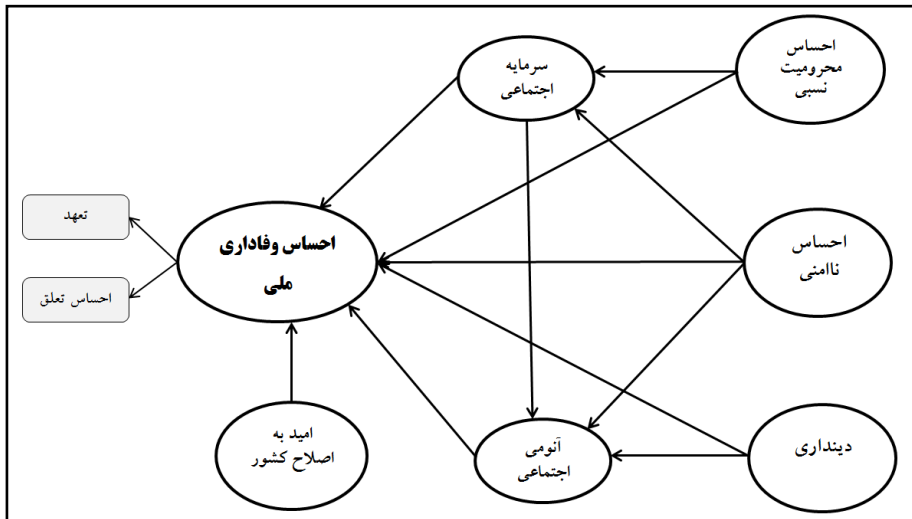 احساس
محرومیت
نسبی
سرمایه
اجتماعی
احساس
ناامنی
احساس وفاداری
ملی
تعهد
احساس تعلق
دینداری
آنومی
اجتماعی
امید به
اصلاح کشور